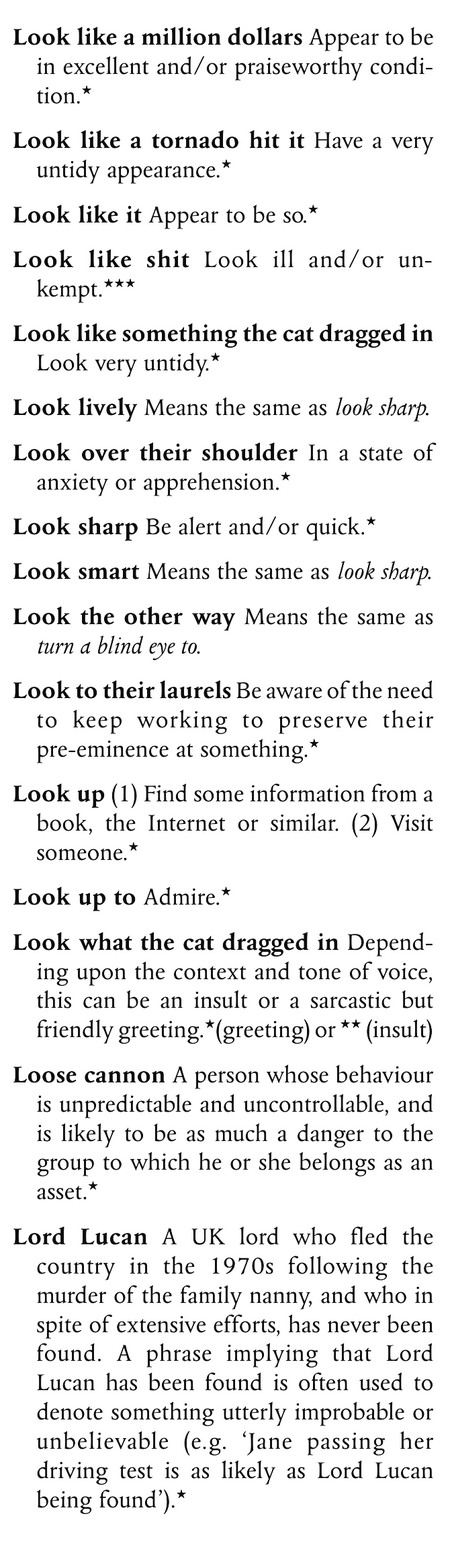 Look like a million dollars Appear to be
in excellent and/or praiseworthy condi-
tion.★
Look like a tornado hit it Have a very
untidy appearance.★
Look like it Appear to be so.★
Look like shit Look ill and/or un-
kempt.★★★
Look like something the cat dragged in
Look very untidy.★
Look lively Means the same as look sharp.
Look over their shoulder In a state of
anxiety or apprehension.★
Look sharp Be alert and/or quick.★
Look smart Means the same as look sharp.
Look the other way Means the same as
turn a blind eye to.
Look to their laurels Be aware of the need
to keep working to preserve their
pre-eminence at something.★
Look up (1) Find some information from a
book, the Internet or similar. (2) Visit
someone.★
Look up to Admire.★
Look what the cat dragged in Depend-
ing upon the context and tone of voice,
this can be an insult or a sarcastic but
friendly greeting.★(greeting) or ★★ (insult)
Loose cannon A person whose behaviour
is unpredictable and uncontrollable, and
is likely to be as much a danger to the
group to which he or she belongs as an
asset.★
Lord Lucan A UK lord who fled the
country in the 1970s following the
murder of the family nanny, and who in
spite of extensive efforts, has never been
found. A phrase implying that Lord
Lucan has been found is often used to
denote something utterly improbable or
unbelievable (e.g. ‘Jane passing her
driving test is as likely as Lord Lucan
being found’).★